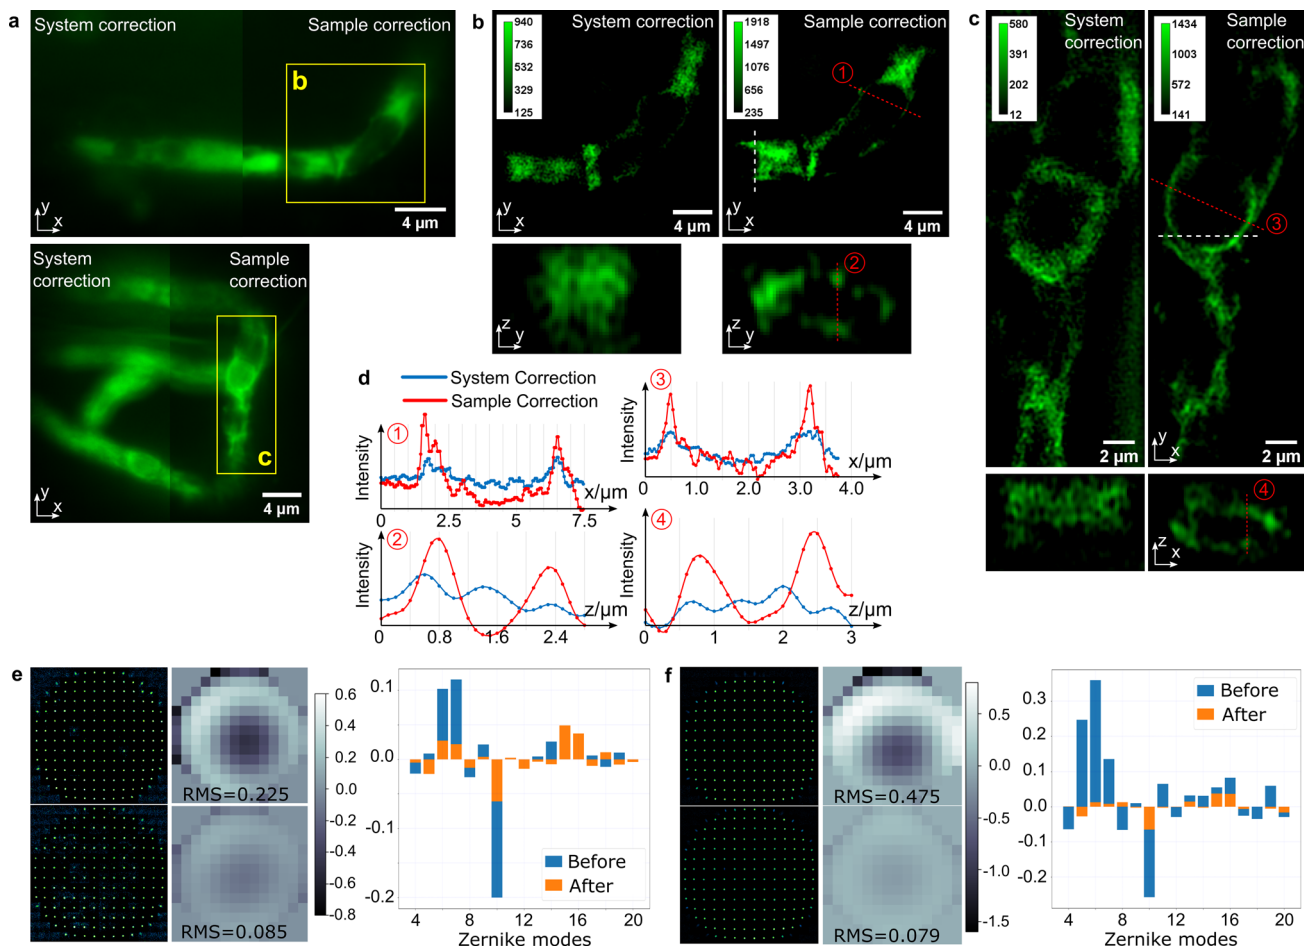 a
System correction
Sample correction
b
y
x
4 µm
System
correction
Sample
correction
c
y
x
4 µm
b
940
736
532
329
125
System
correction
y
x
4 µm
1918
1497
1076
656
235
Sample
correction
1
y
x
4 µm
z
y
2
z
y
c
580
391
202
12
System
correction
2 µm
1434
1003
572
141
Sample
correction
3
y
x
2 µm
4
z
x
d
System Correction
Sample Correction
1
Intensity
x/µm
0
2.5
5
7.5
3
Intensity
x/µm
0
1.0
2.0
3.0
4.0
2
Intensity
z/µm
0
0.8
1.6
2.4
4
Intensity
z/µm
0
1
2
3
e
RMS=0.225
RMS=0.085
0.6
0.4
0.2
0.0
-0.2
-0.4
-0.6
-0.8
0.1
0.0
-0.1
-0.2
Before
After
4
8
12
16
20
Zernike modes
f
RMS=0.475
RMS=0.079
0.5
0.0
-0.5
-1.0
-1.5
0.3
0.2
0.1
0.0
-0.1
-0.2
Before
After
4
8
12
16
20
Zernike modes